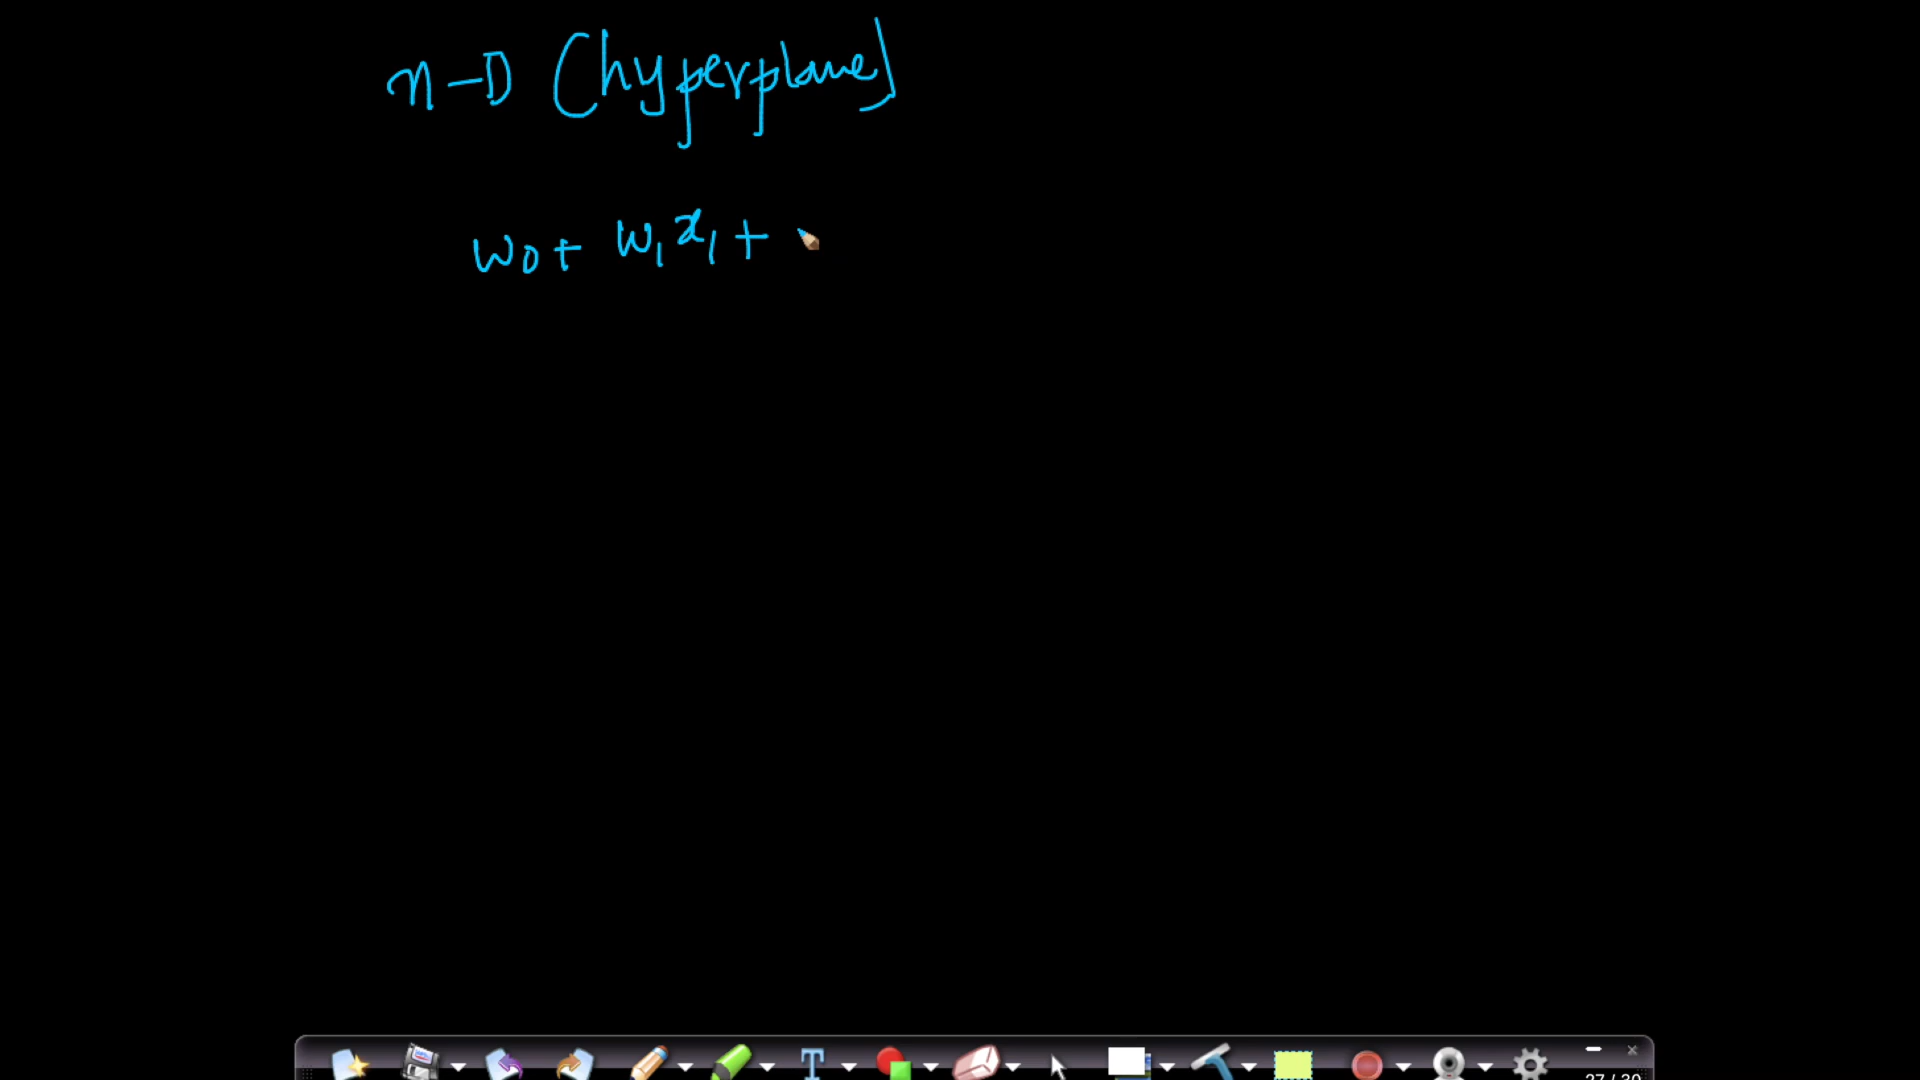 n-D (hyperplane)
w₀ + w₁x₁ +